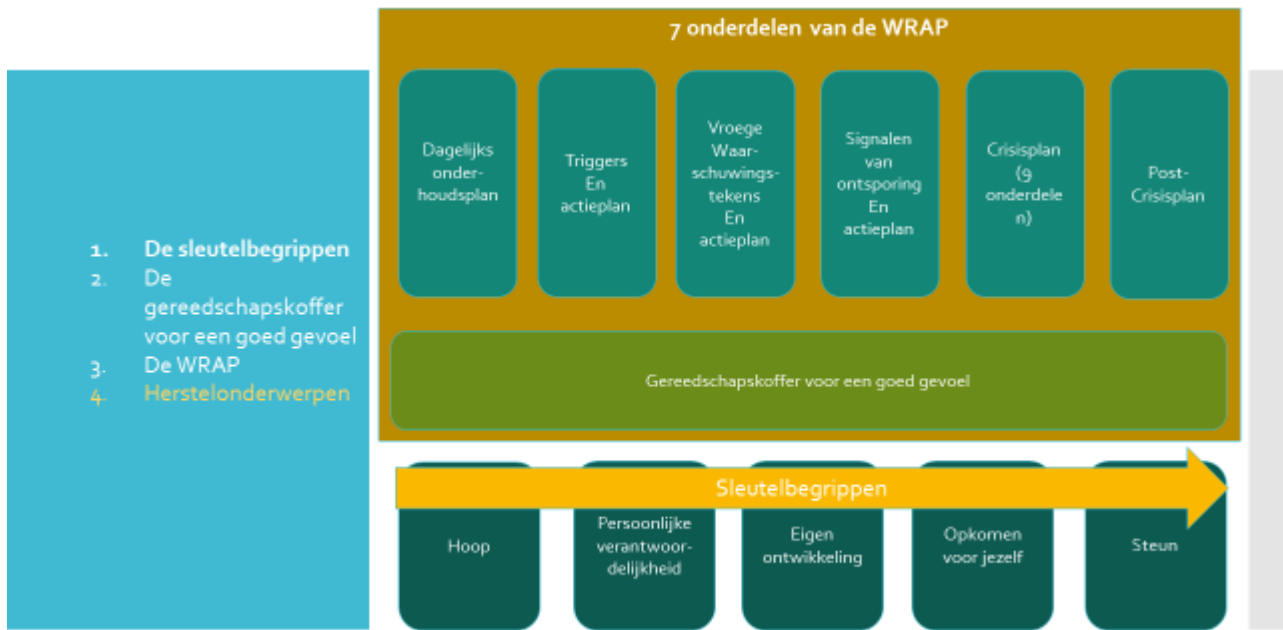 7 onderdelen van de WRAP
1. De sleutelbegrippen
2. De
gereedschapskoffer
voor een goed gevoel
3. De WRAP
4. Herstelonderwerpen
Dagelijks
onder-
houdsplan
Triggers
En
actieplan
Vroege
Waar-
schuwings-
tekens
En
actieplan
Signalen
van
ontsporing
En
actieplan
Crisisplan
(9
onderdele
n)
Post-
Crisisplan
Gereedschapskoffer voor een goed gevoel
Sleutelbegrippen
Hoop
Persoonlijke
verantwoor-
delijkheid
Eigen
ontwikkeling
Opkomen
voor jezelf
Steun